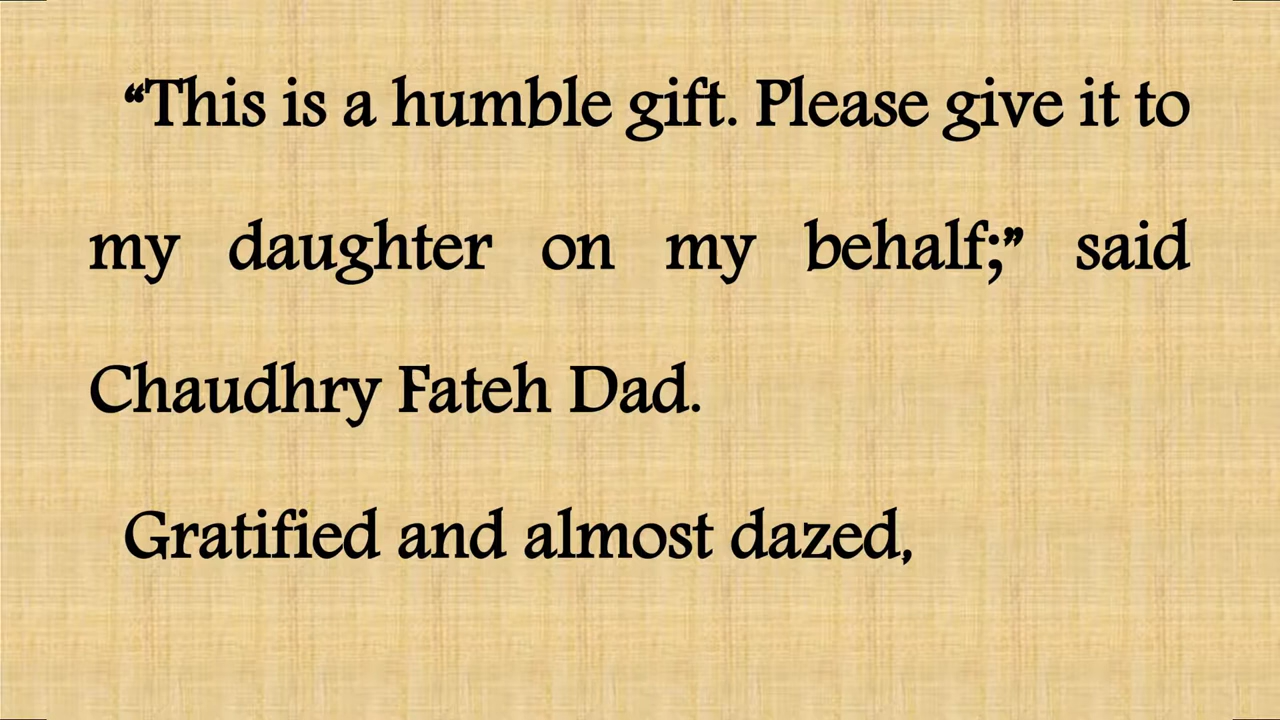 “This is a humble gift. Please give it to
my daughter on my behalf;” said
Chaudhry Fateh Dad.
Gratified and almost dazed,